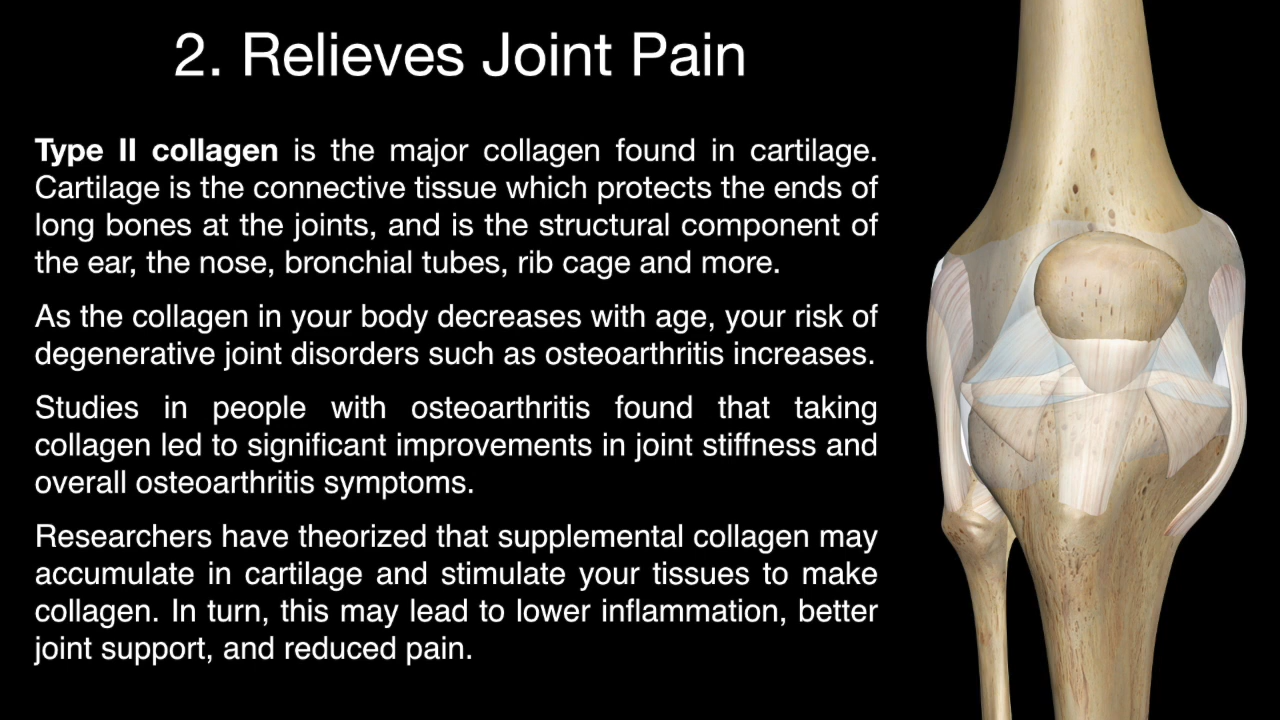 2. Relieves Joint Pain
Type II collagen is the major collagen found in cartilage.
Cartilage is the connective tissue which protects the ends of
long bones at the joints, and is the structural component of
the ear, the nose, bronchial tubes, rib cage and more.
As the collagen in your body decreases with age, your risk of
degenerative joint disorders such as osteoarthritis increases.
Studies in people with osteoarthritis found that taking
collagen led to significant improvements in joint stiffness and
overall osteoarthritis symptoms.
Researchers have theorized that supplemental collagen may
accumulate in cartilage and stimulate your tissues to make
collagen. In turn, this may lead to lower inflammation, better
joint support, and reduced pain.